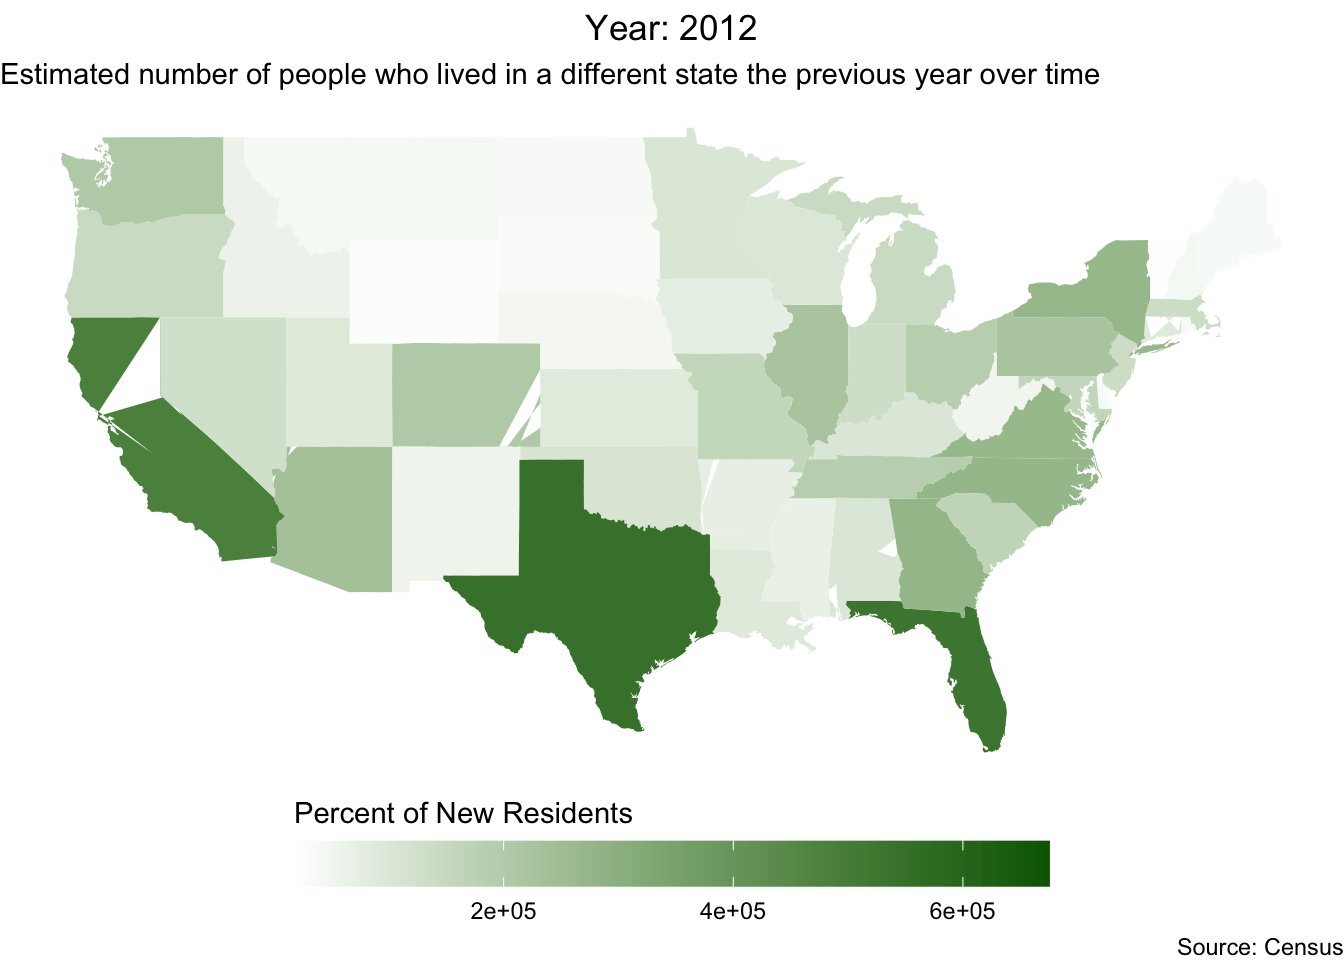 Year: 2012
Estimated number of people who lived in a different state the previous year over time
Percent of New Residents
2e+05 4e+05 6e+05
Source: Census